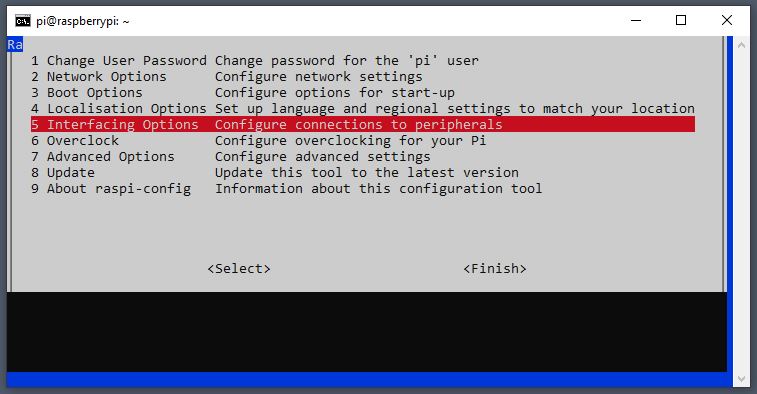 pi@raspberrypi: ~
Ra
1 Change User Password Change password for the 'pi' user
2 Network Options Configure network settings
3 Boot Options Configure options for start-up
4 Localisation Options Set up language and regional settings to match your location
5 Interfacing Options Configure connections to peripherals
6 Overclock Configure overclocking for your Pi
7 Advanced Options Configure advanced settings
8 Update Update this tool to the latest version
9 About raspi-config Information about this configuration tool
<Select> <Finish>